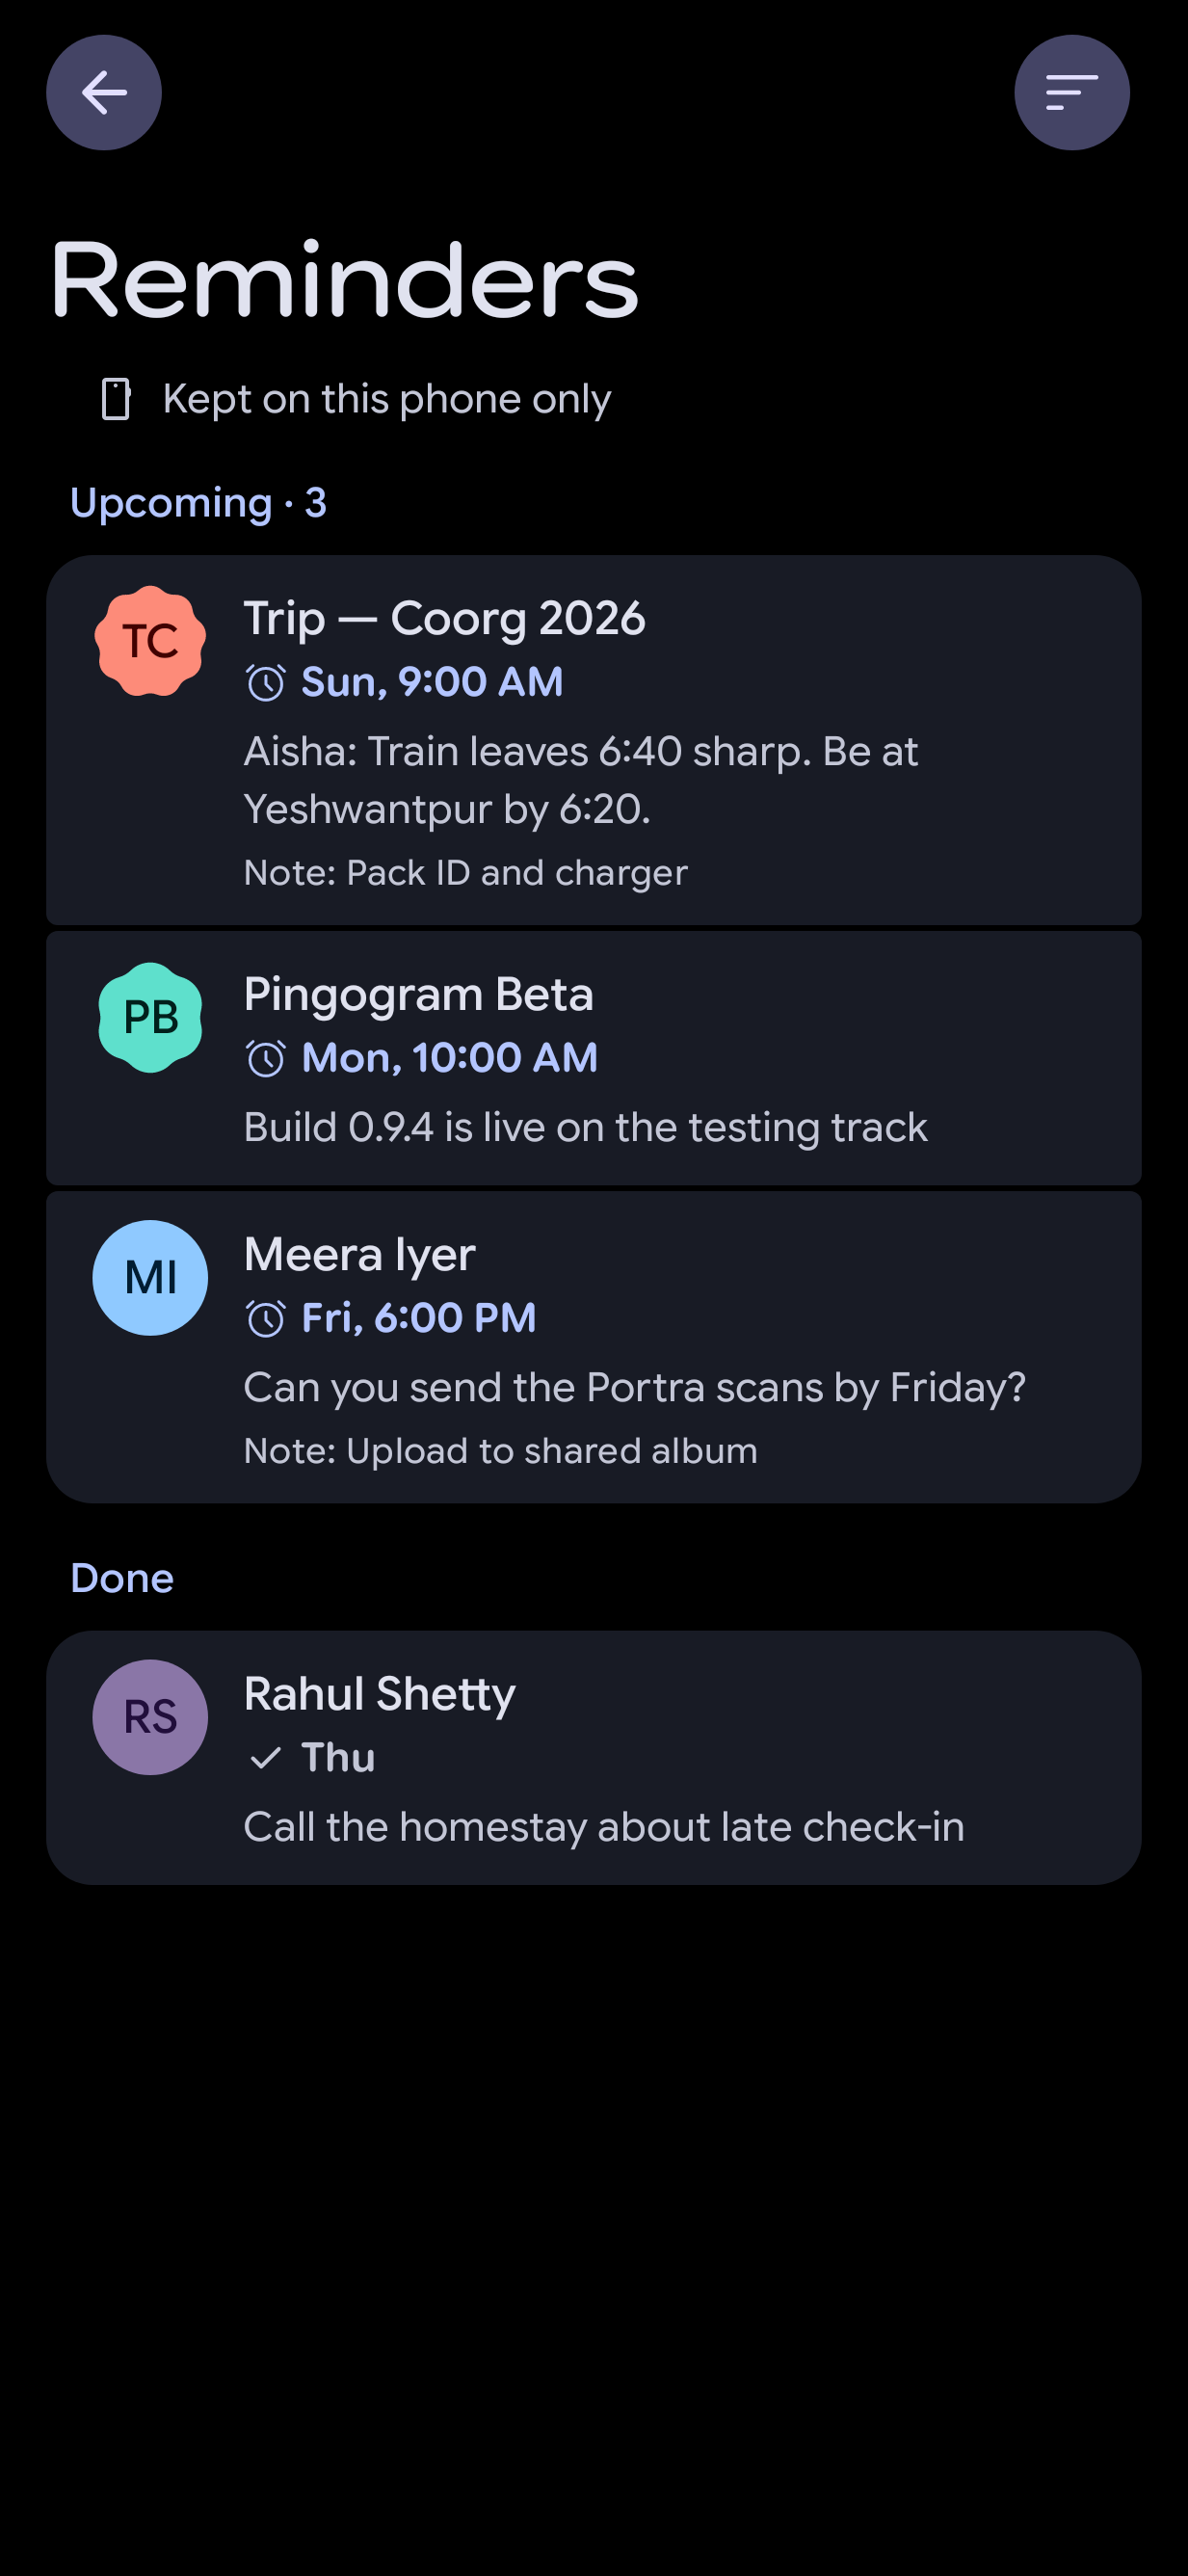 Reminders
Kept on this phone only
Upcoming · 3
TC
Trip — Coorg 2026
Sun, 9:00 AM
Aisha: Train leaves 6:40 sharp. Be at
Yeshwantpur by 6:20.
Note: Pack ID and charger
PB
Pingogram Beta
Mon, 10:00 AM
Build 0.9.4 is live on the testing track
MI
Meera Iyer
Fri, 6:00 PM
Can you send the Portra scans by Friday?
Note: Upload to shared album
Done
RS
Rahul Shetty
Thu
Call the homestay about late check-in